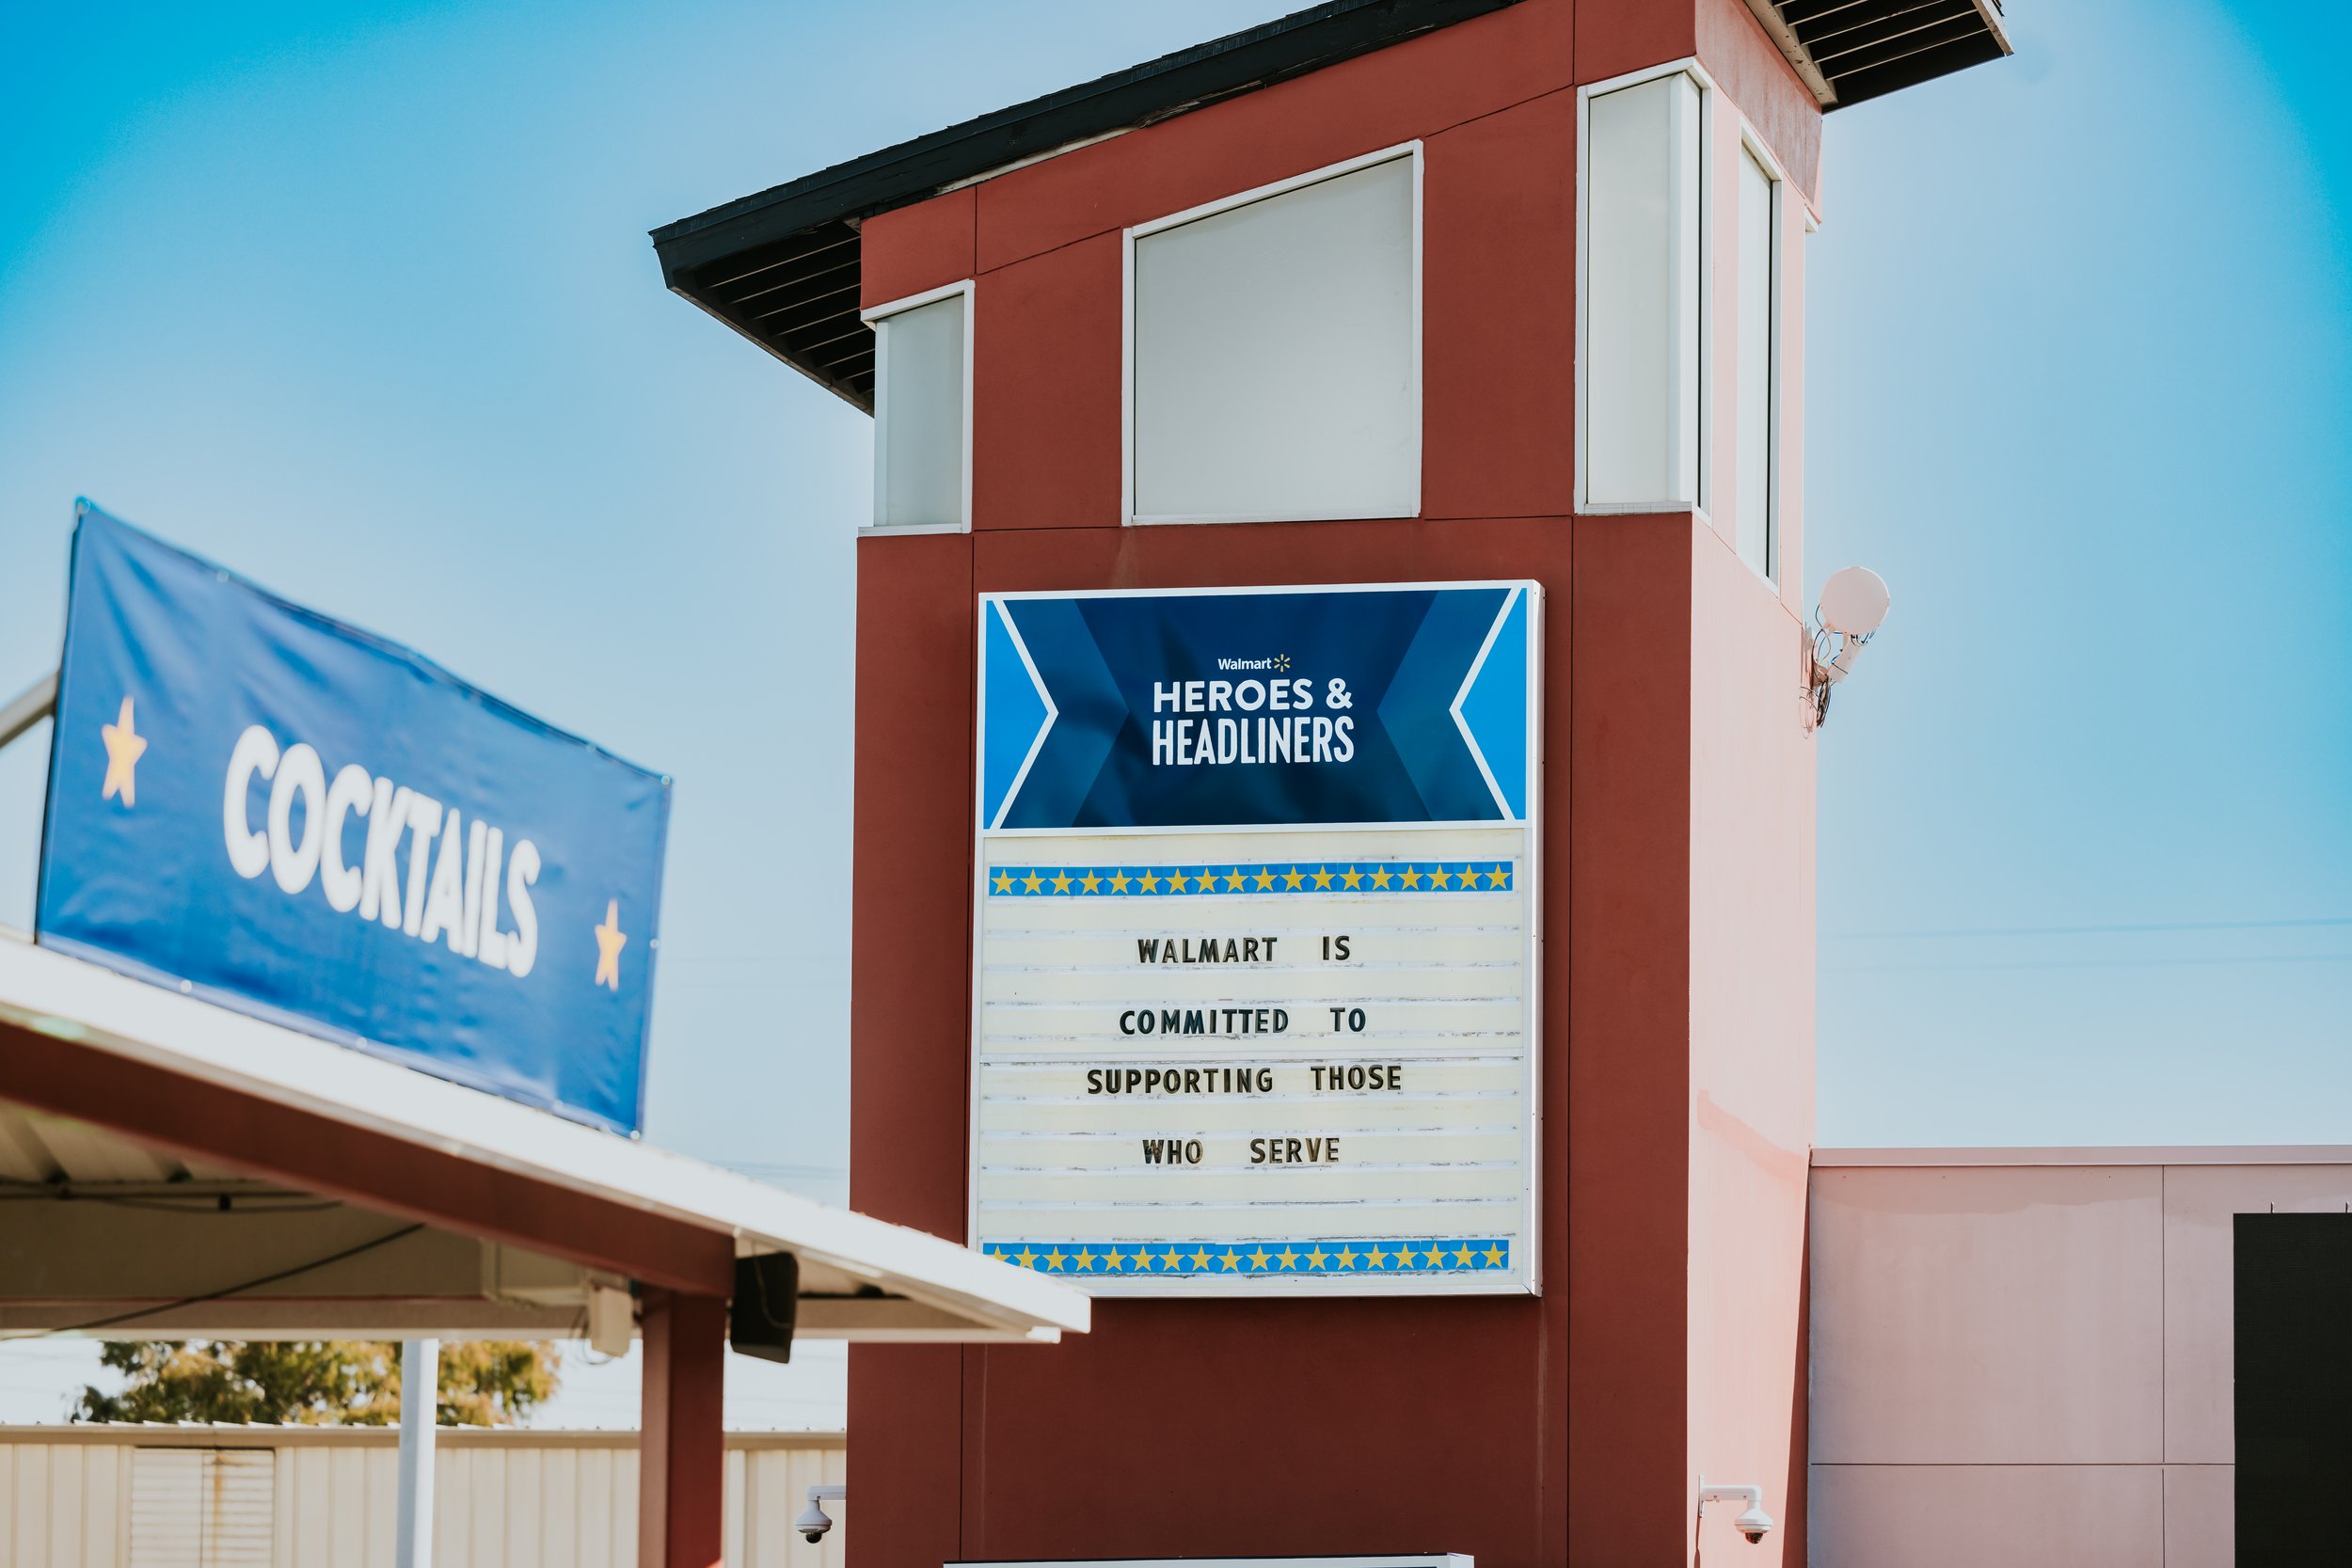 COCKTAILS
Walmart
HEROES &
HEADLINERS
WALMART IS
COMMITTED TO
SUPPORTING THOSE
WHO SERVE